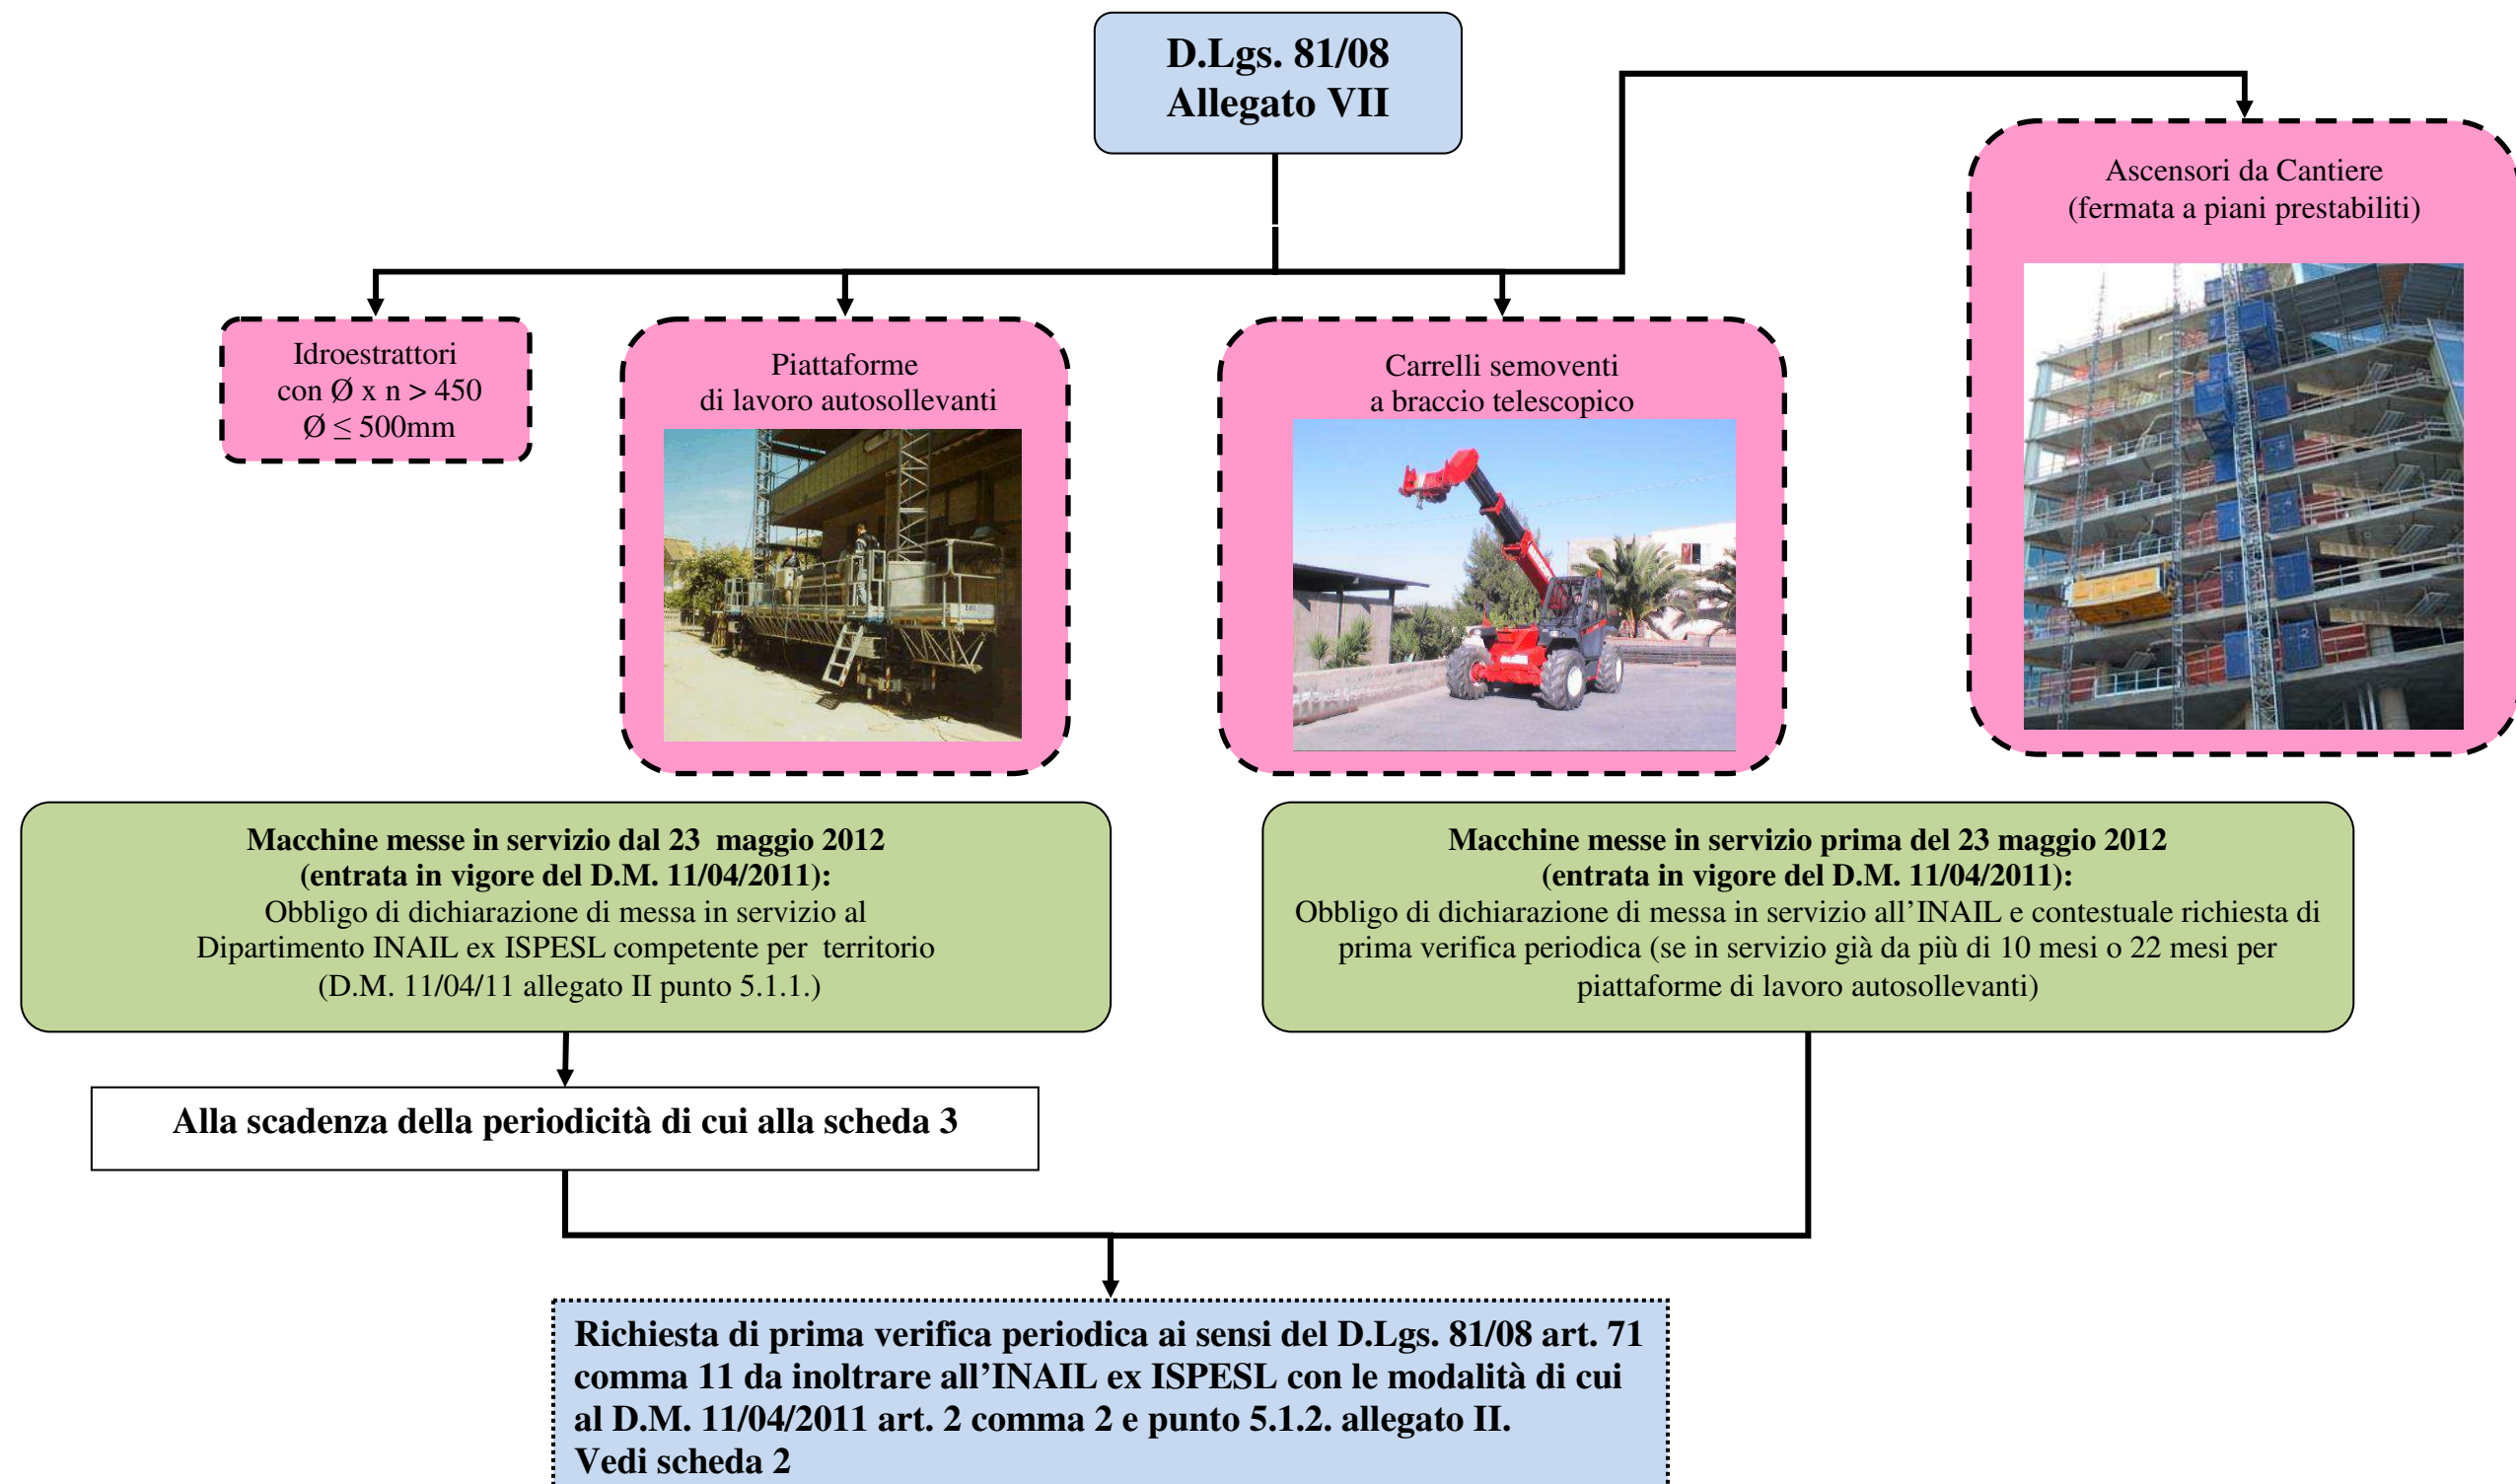 D.Lgs. 81/08
Allegato VII
Ascensori da Cantiere
(fermata a piani prestabiliti)
Idroestrattori
con Ø x n > 450
Ø ≤ 500mm
Piattaforme
di lavoro autosollevanti
Carrelli semoventi
a braccio telescopico
Macchine messe in servizio dal 23 maggio 2012
(entrata in vigore del D.M. 11/04/2011):
Obbligo di dichiarazione di messa in servizio al
Dipartimento INAIL ex ISPESL competente per territorio
(D.M. 11/04/11 allegato II punto 5.1.1.)
Macchine messe in servizio prima del 23 maggio 2012
(entrata in vigore del D.M. 11/04/2011):
Obbligo di dichiarazione di messa in servizio all’INAIL e contestuale richiesta di
prima verifica periodica (se in servizio già da più di 10 mesi o 22 mesi per
piattaforme di lavoro autosollevanti)
Alla scadenza della periodicità di cui alla scheda 3
Richiesta di prima verifica periodica ai sensi del D.Lgs. 81/08 art. 71
comma 11 da inoltrare all’INAIL ex ISPESL con le modalità di cui
al D.M. 11/04/2011 art. 2 comma 2 e punto 5.1.2. allegato II.
Vedi scheda 2